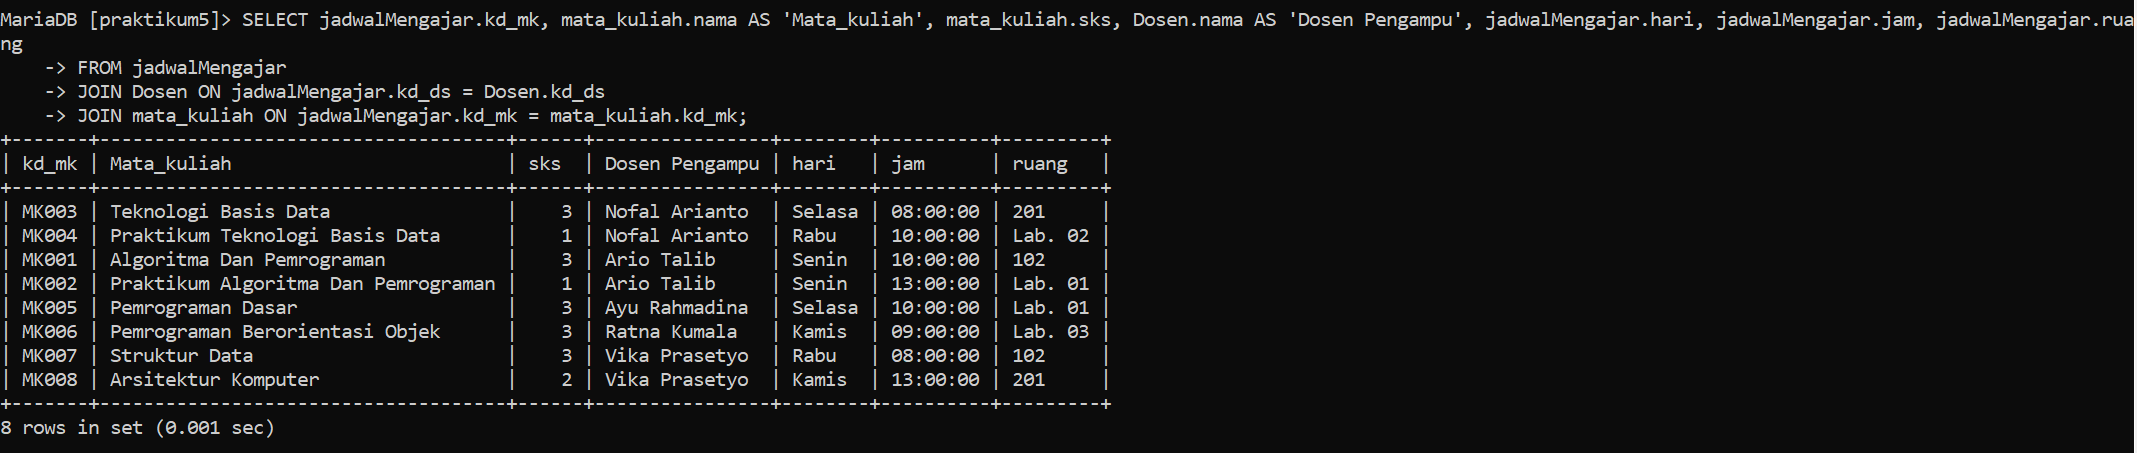 MariaDB [praktikum5]> SELECT jadwalMengajar.kd_mk, mata_kuliah.nama AS 'Mata_kuliah', mata_kuliah.sks, Dosen.nama AS 'Dosen Pengampu', jadwalMengajar.hari, jadwalMengajar.jam, jadwalMengajar.rua
ng
    -> FROM jadwalMengajar
    -> JOIN Dosen ON jadwalMengajar.kd_ds = Dosen.kd_ds
    -> JOIN mata_kuliah ON jadwalMengajar.kd_mk = mata_kuliah.kd_mk;
+-------+-------------------------------------+------+----------------+--------+----------+---------+
| kd_mk | Mata_kuliah                         | sks  | Dosen Pengampu | hari   | jam      | ruang   |
+-------+-------------------------------------+------+----------------+--------+----------+---------+
| MK003 | Teknologi Basis Data                |    3 | Nofal Arianto  | Selasa | 08:00:00 | 201     |
| MK004 | Praktikum Teknologi Basis Data      |    1 | Nofal Arianto  | Rabu   | 10:00:00 | Lab. 02 |
| MK001 | Algoritma Dan Pemrograman           |    3 | Ario Talib     | Senin  | 10:00:00 | 102     |
| MK002 | Praktikum Algoritma Dan Pemrograman |    1 | Ario Talib     | Senin  | 13:00:00 | Lab. 01 |
| MK005 | Pemrograman Dasar                   |    3 | Ayu Rahmadina  | Selasa | 10:00:00 | Lab. 01 |
| MK006 | Pemrograman Berorientasi Objek      |    3 | Ratna Kumala   | Kamis  | 09:00:00 | Lab. 03 |
| MK007 | Struktur Data                       |    3 | Vika Prasetyo  | Rabu   | 08:00:00 | 102     |
| MK008 | Arsitektur Komputer                 |    2 | Vika Prasetyo  | Kamis  | 13:00:00 | 201     |
+-------+-------------------------------------+------+----------------+--------+----------+---------+
8 rows in set (0.001 sec)